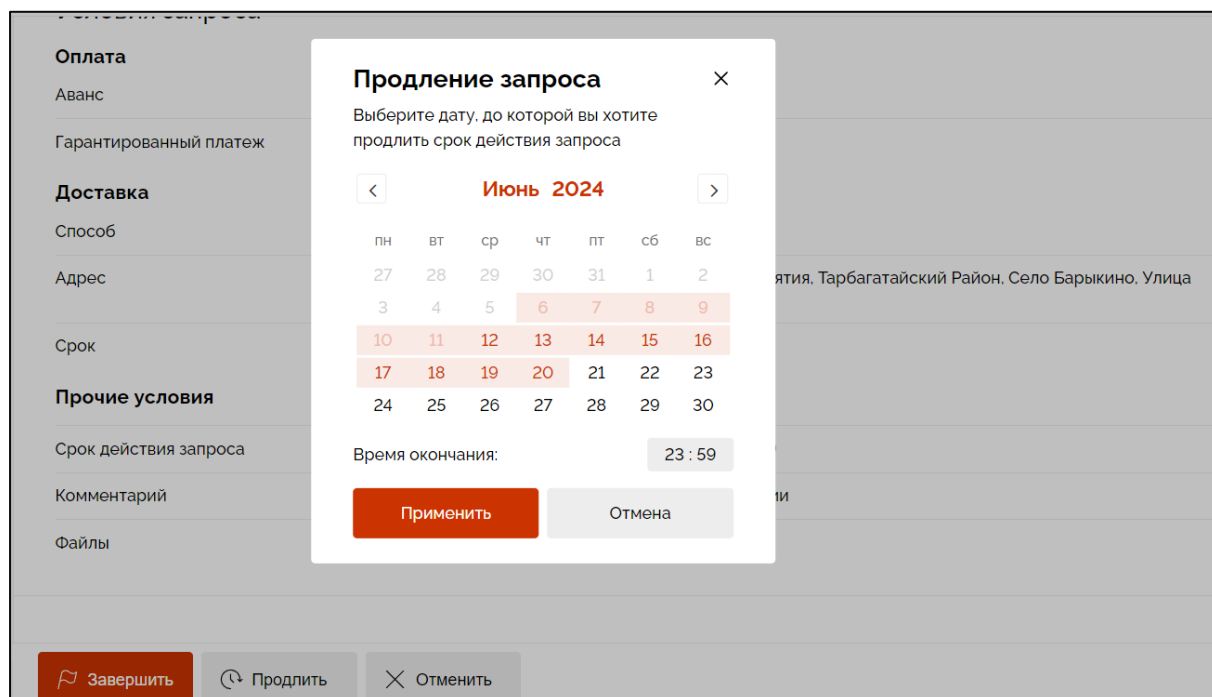 Условия запроса
Оплата
Аванс
Гарантированный платеж
Доставка
Способ
Адрес
ятия, Тарбагатайский Район, Село Барыкино, Улица
Срок
Прочие условия
Срок действия запроса
Комментарий
ии
Файлы
Продление запроса
Выберите дату, до которой вы хотите
продлить срок действия запроса
Июнь 2024
пн вт ср чт пт сб вс
27 28 29 30 31 1 2
3 4 5 6 7 8 9
10 11 12 13 14 15 16
17 18 19 20 21 22 23
24 25 26 27 28 29 30
Время окончания: 23 : 59
Применить Отмена
Завершить Продлить Отменить